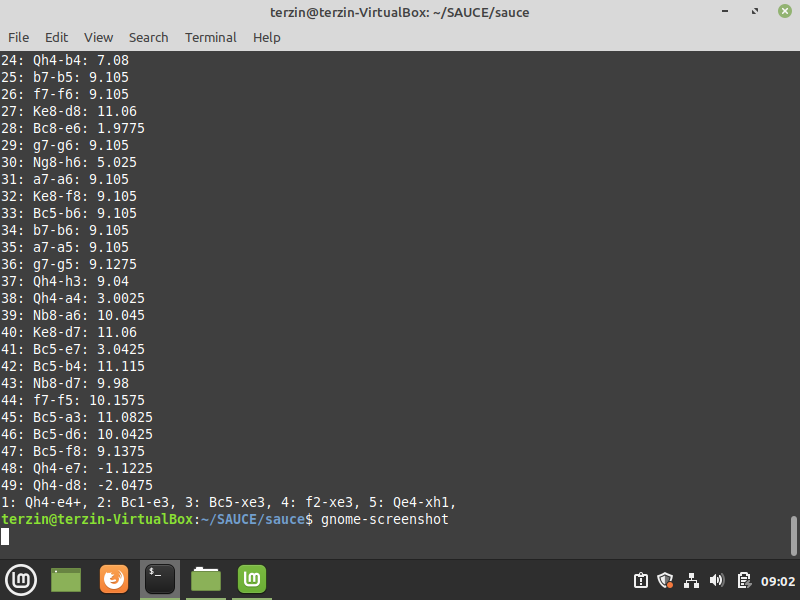 terzin@terzin-VirtualBox: ~/SAUCE/sauce
File Edit View Search Terminal Help
24: Qh4-b4: 7.08
25: b7-b5: 9.105
26: f7-f6: 9.105
27: Ke8-d8: 11.06
28: Bc8-e6: 1.9775
29: g7-g6: 9.105
30: Ng8-h6: 5.025
31: a7-a6: 9.105
32: Ke8-f8: 9.105
33: Bc5-b6: 9.105
34: b7-b6: 9.105
35: a7-a5: 9.105
36: g7-g5: 9.1275
37: Qh4-h3: 9.04
38: Qh4-a4: 3.0025
39: Nb8-a6: 10.045
40: Ke8-d7: 11.06
41: Bc5-e7: 3.0425
42: Bc5-b4: 11.115
43: Nb8-d7: 9.98
44: f7-f5: 10.1575
45: Bc5-a3: 11.0825
46: Bc5-d6: 10.0425
47: Bc5-f8: 9.1375
48: Qh4-e7: -1.1225
49: Qh4-d8: -2.0475
1: Qh4-e4+, 2: Bc1-e3, 3: Bc5-xe3, 4: f2-xe3, 5: Qe4-xh1,
terzin@terzin-VirtualBox:~/SAUCE/sauce$ gnome-screenshot
$_
09:02